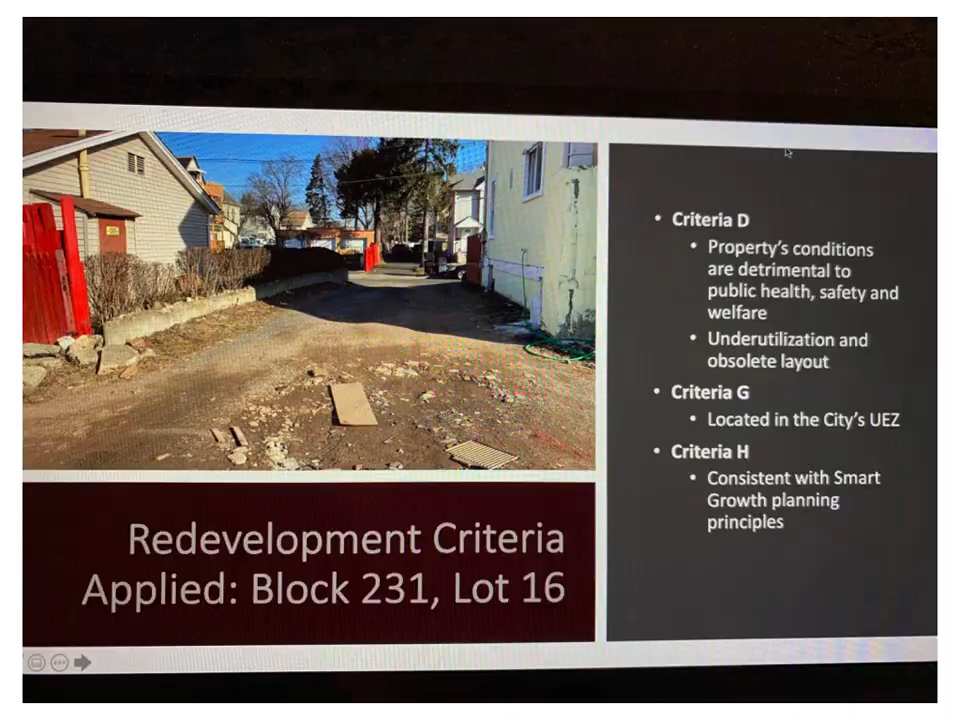 Redevelopment Criteria
Applied: Block 231, Lot 16
• Criteria D
• Property's conditions
are detrimental to
public health, safety and
welfare
• Underutilization and
obsolete layout
• Criteria G
• Located in the City's UEZ
• Criteria H
• Consistent with Smart
Growth planning
principles